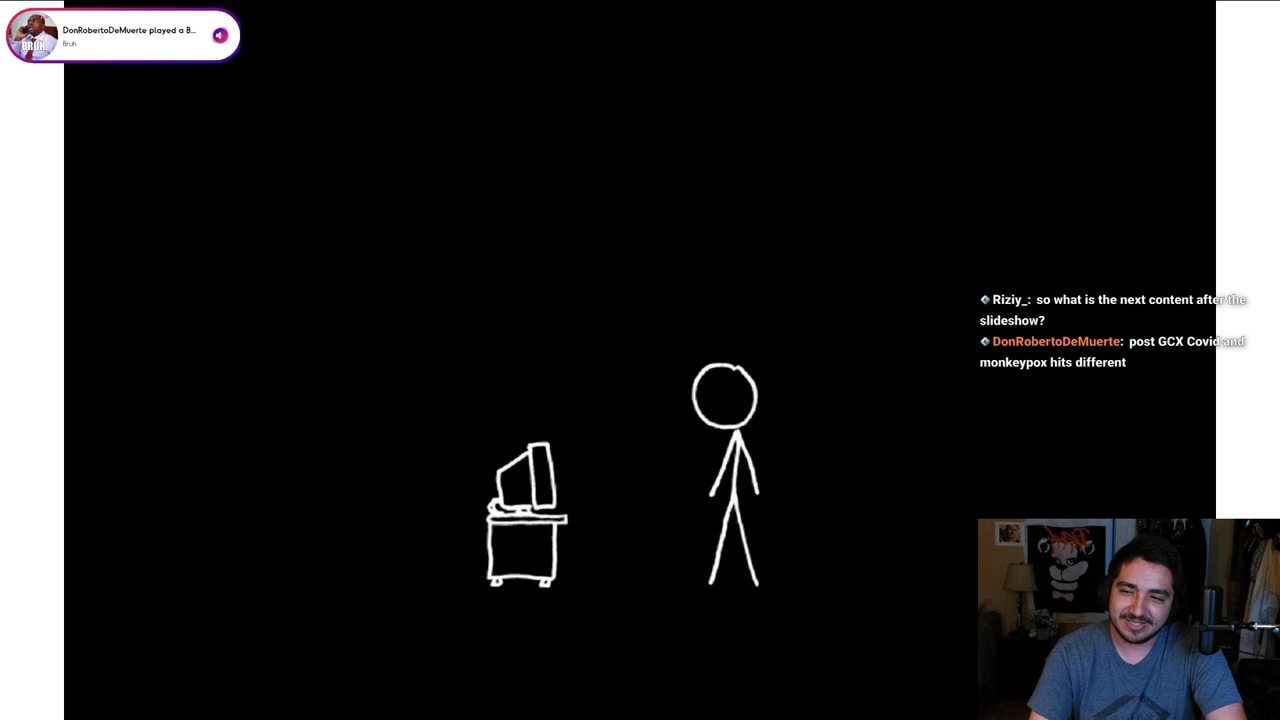 DonRobertoDeMuerte played a B...
Bruh
BRUH
Riziy_: so what is the next content after the
slideshow?
DonRobertoDeMuerte: post GCX Covid and
monkeypox hits different